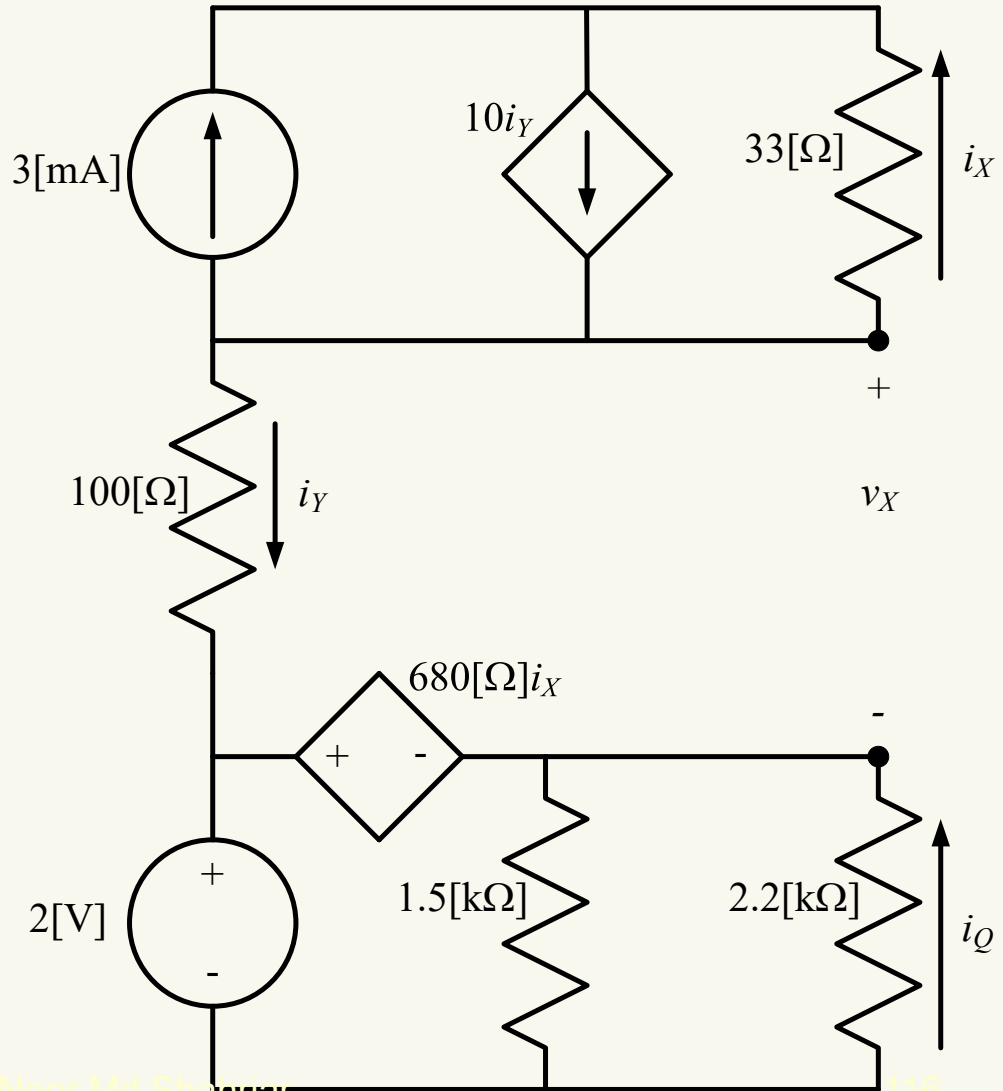 10i_Y
3[mA]
33[Ω]
i_X
+
100[Ω]
i_Y
v_X
680[Ω]i_X
-
+ -
+
2[V]
1.5[kΩ]
2.2[kΩ]
i_Q
-